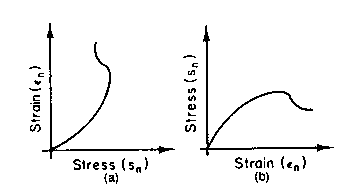 Strain(ϵn)
Stress (sn)
(a)
Stress(sn)
Strain (ϵn)
(b)